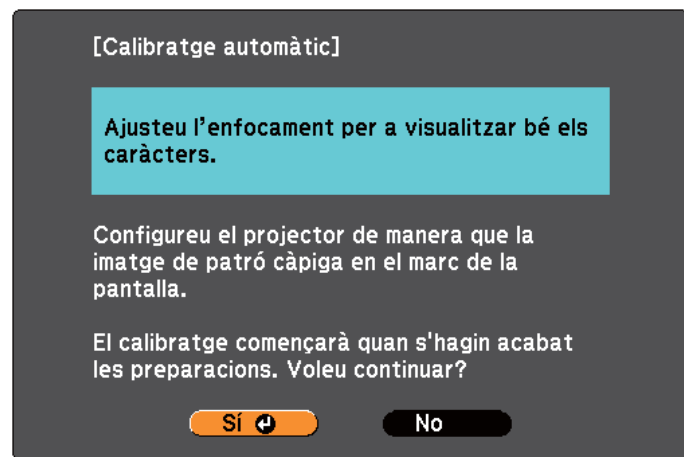 [Calibratge automàtic]
Ajusteu l'enfocament per a visualitzar bé els
caràcters.
Configureu el projector de manera que la
imatge de patró càpiga en el marc de la
pantalla.
El calibratge començarà quan s'hagin acabat
les preparacions. Voleu continuar?
Sí
No